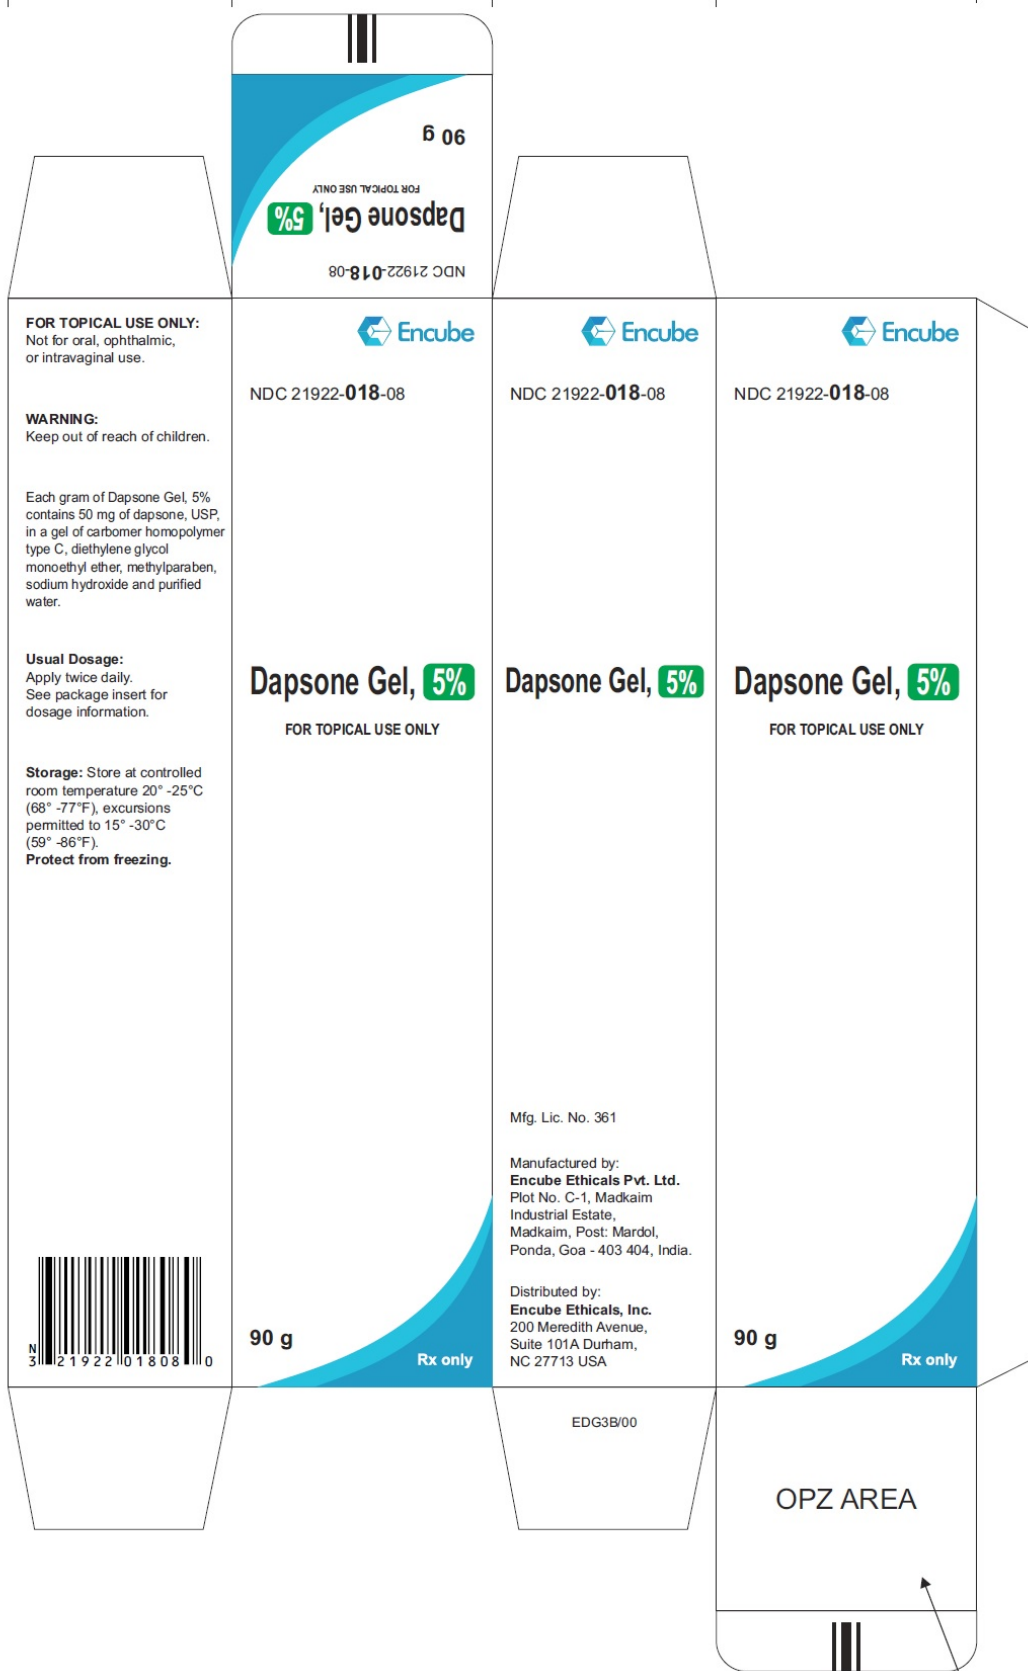 90 g
FOR TOPICAL USE ONLY
Dapsone Gel, 5%
NDC 21922-018-08
FOR TOPICAL USE ONLY:
Not for oral, ophthalmic,
or intravaginal use.
WARNING:
Keep out of reach of children.
Each gram of Dapsone Gel, 5%
contains 50 mg of dapsone, USP,
in a gel of carbomer homopolymer
type C, diethylene glycol
monoethyl ether, methylparaben,
sodium hydroxide and purified
water.
Usual Dosage:
Apply twice daily.
See package insert for
dosage information.
Storage: Store at controlled
room temperature 20° -25°C
(68° -77°F), excursions
permitted to 15° -30°C
(59° -86°F).
Protect from freezing.
N
3 21922 01808 0
Encube
NDC 21922-018-08
Dapsone Gel, 5%
FOR TOPICAL USE ONLY
90 g
Rx only
Encube
NDC 21922-018-08
Dapsone Gel, 5%
Mfg. Lic. No. 361
Manufactured by:
Encube Ethicals Pvt. Ltd.
Plot No. C-1, Madkaim
Industrial Estate,
Madkaim, Post: Mardol,
Ponda, Goa - 403 404, India.
Distributed by:
Encube Ethicals, Inc.
200 Meredith Avenue,
Suite 101A Durham,
NC 27713 USA
EDG3B/00
Encube
NDC 21922-018-08
Dapsone Gel, 5%
FOR TOPICAL USE ONLY
90 g
Rx only
OPZ AREA